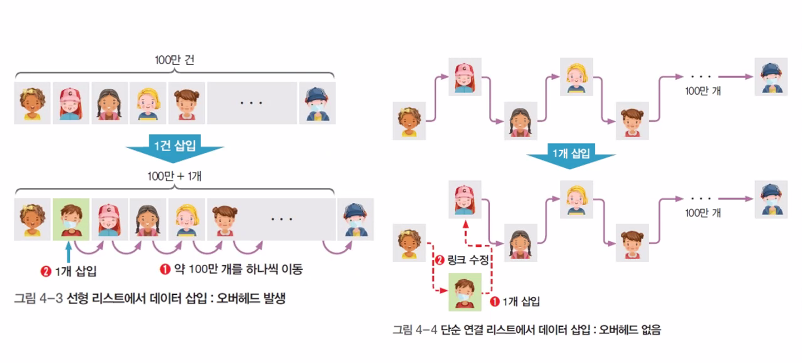 100만 건
1건 삽입
100만 + 1개
❷ 1개 삽입
❶ 약 100만 개를 하나씩 이동
그림 4-3 선형 리스트에서 데이터 삽입 : 오버헤드 발생
100만 개
1개 삽입
100만 개
❷ 링크 수정
❶ 1개 삽입
그림 4-4 단순 연결 리스트에서 데이터 삽입 : 오버헤드 없음